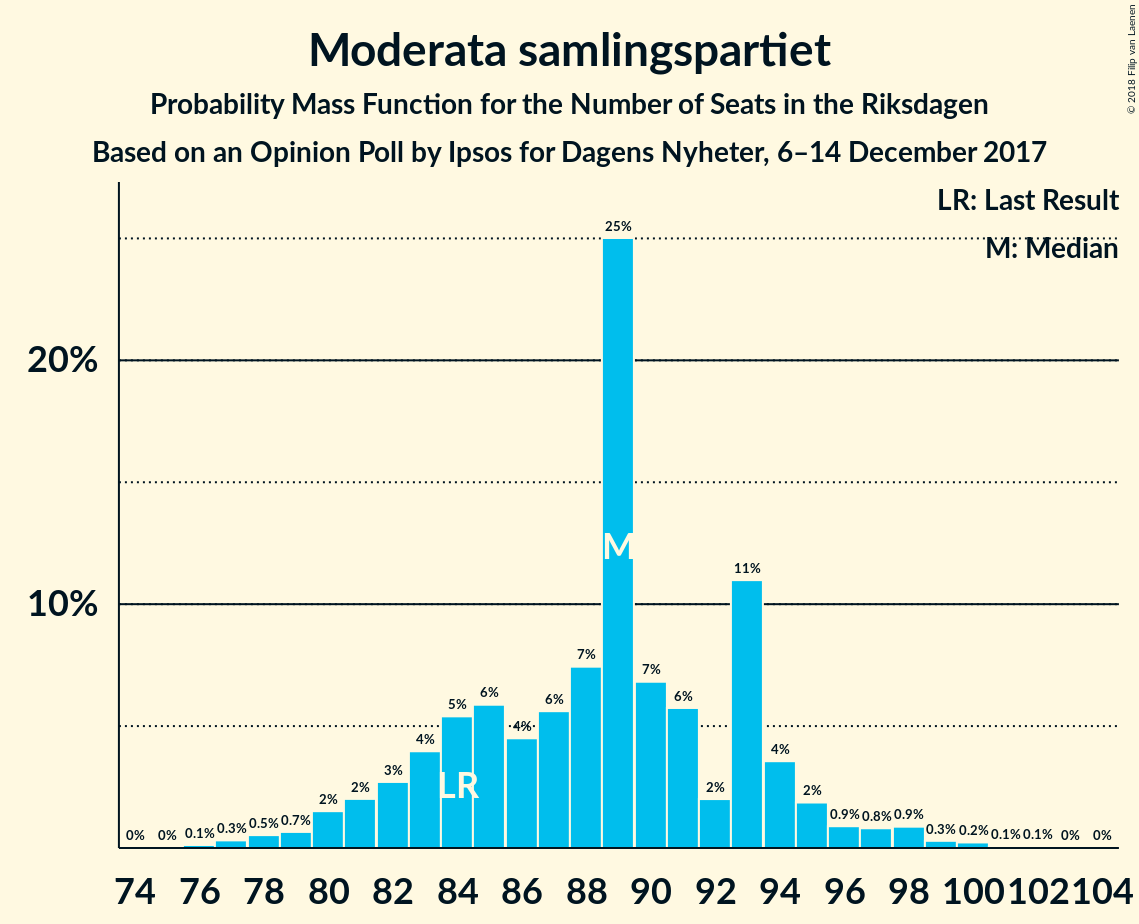 Moderata samlingspartiet
Probability Mass Function for the Number of Seats in the Riksdagen
Based on an Opinion Poll by Ipsos for Dagens Nyheter, 6–14 December 2017
© 2018 Filip van Laenen
LR: Last Result
M: Median
20%
10%
0% 0% 0.1% 0.3% 0.5% 0.7% 2% 2% 3% 4% 5% 6% 4% 6% 7% 25% 7% 6% 2% 11% 4% 2% 0.9% 0.8% 0.9% 0.3% 0.2% 0.1% 0.1% 0% 0%
M
LR
74 76 78 80 82 84 86 88 90 92 94 96 98 100 102 104